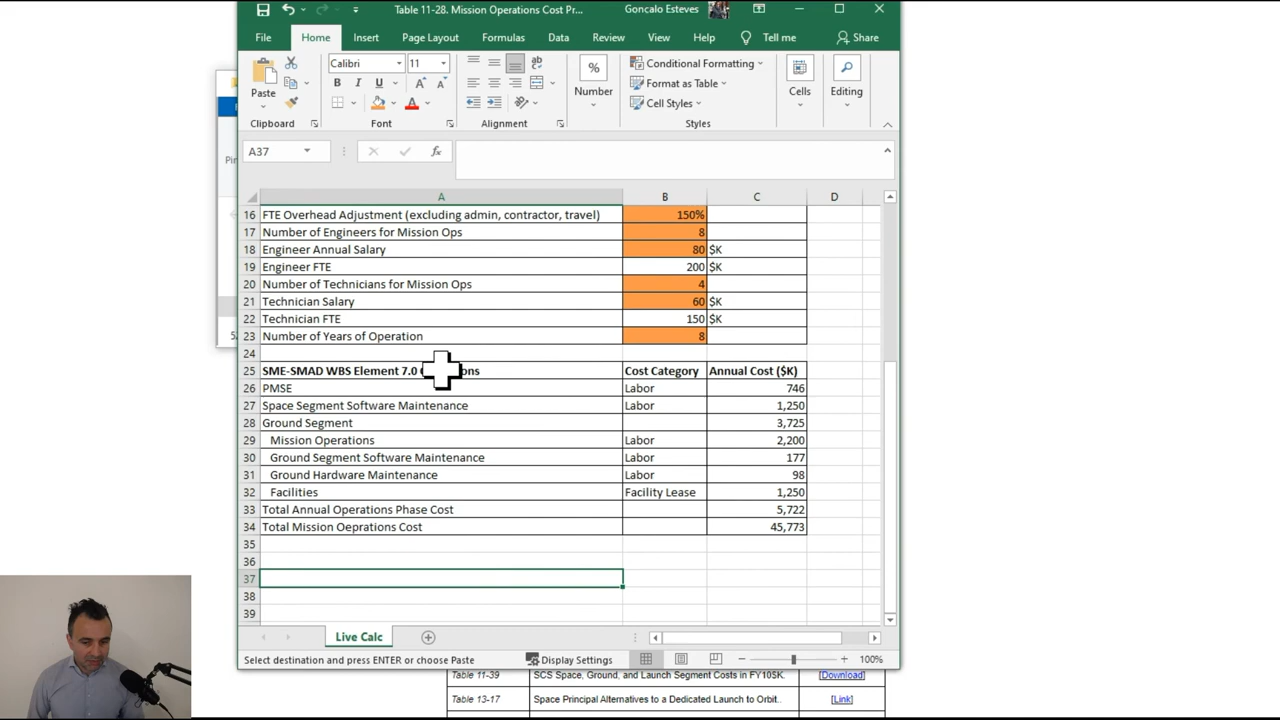 Table 11-28. Mission Operations Cost Pr... Goncalo Esteves
File Home Insert Page Layout Formulas Data Review View Help Tell me Share
Paste
Calibri 11
B I U
A A
ab
%
Number
Conditional Formatting
Format as Table
Cell Styles
Cells
Editing
Clipboard Font Alignment Styles
A37 fx
A B C D
16 FTE Overhead Adjustment (excluding admin, contractor, travel) 150%
17 Number of Engineers for Mission Ops 8
18 Engineer Annual Salary 80 $K
19 Engineer FTE 200 $K
20 Number of Technicians for Mission Ops 4
21 Technician Salary 60 $K
22 Technician FTE 150 $K
23 Number of Years of Operation 8
24
25 SME-SMAD WBS Element 7.0 Cost Category Annual Cost ($K)
26 PMSE Labor 746
27 Space Segment Software Maintenance Labor 1,250
28 Ground Segment 3,725
29 Mission Operations Labor 2,200
30 Ground Segment Software Maintenance Labor 177
31 Ground Hardware Maintenance Labor 98
32 Facilities Facility Lease 1,250
33 Total Annual Operations Phase Cost 5,722
34 Total Mission Oeprations Cost 45,773
35
36
37
38
39
Live Calc
Select destination and press ENTER or choose Paste Display Settings 100%
Table 11-39 SCS Space, Ground, and Launch Segment Costs in FY10$K. [Download]
Table 13-17 Space Principal Alternatives to a Dedicated Launch to Orbit.. [Link]